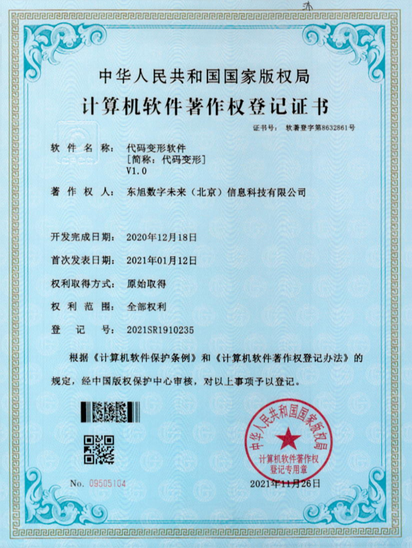 中华人民共和国国家版权局
计算机软件著作权登记证书
证书号： 软著登字第8632861号
软 件 名 称： 代码变形软件
[简称：代码变形]
V1.0
著 作 权 人： 东旭数字未来（北京）信息科技有限公司
开发完成日期： 2020年12月18日
首次发表日期： 2021年01月12日
权利取得方式： 原始取得
权 利 范 围： 全部权利
登 记 号： 2021SR1910235
根据《计算机软件保护条例》和《计算机软件著作权登记办法》的
规定，经中国版权保护中心审核，对以上事项予以登记。
中华人民共和国国家版权局
计算机软件著作权
登记专用章
No. 09505104
2021年11月26日